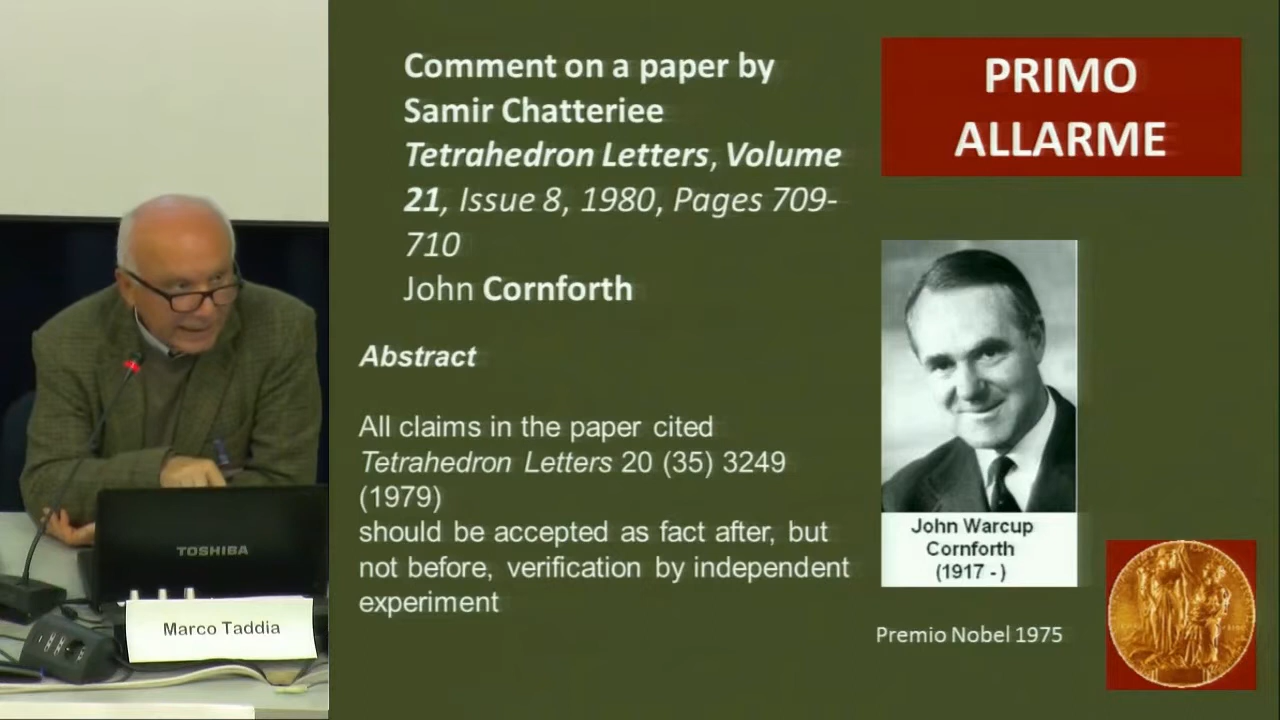 Comment on a paper by
Samir Chatteriee
Tetrahedron Letters, Volume
21, Issue 8, 1980, Pages 709-
710
John Cornforth
Abstract
All claims in the paper cited
Tetrahedron Letters 20 (35) 3249
(1979)
should be accepted as fact after, but
not before, verification by independent
experiment
PRIMO
ALLARME
John Warcup
Cornforth
(1917 - )
Premio Nobel 1975
TOSHIBA
Marco Taddia